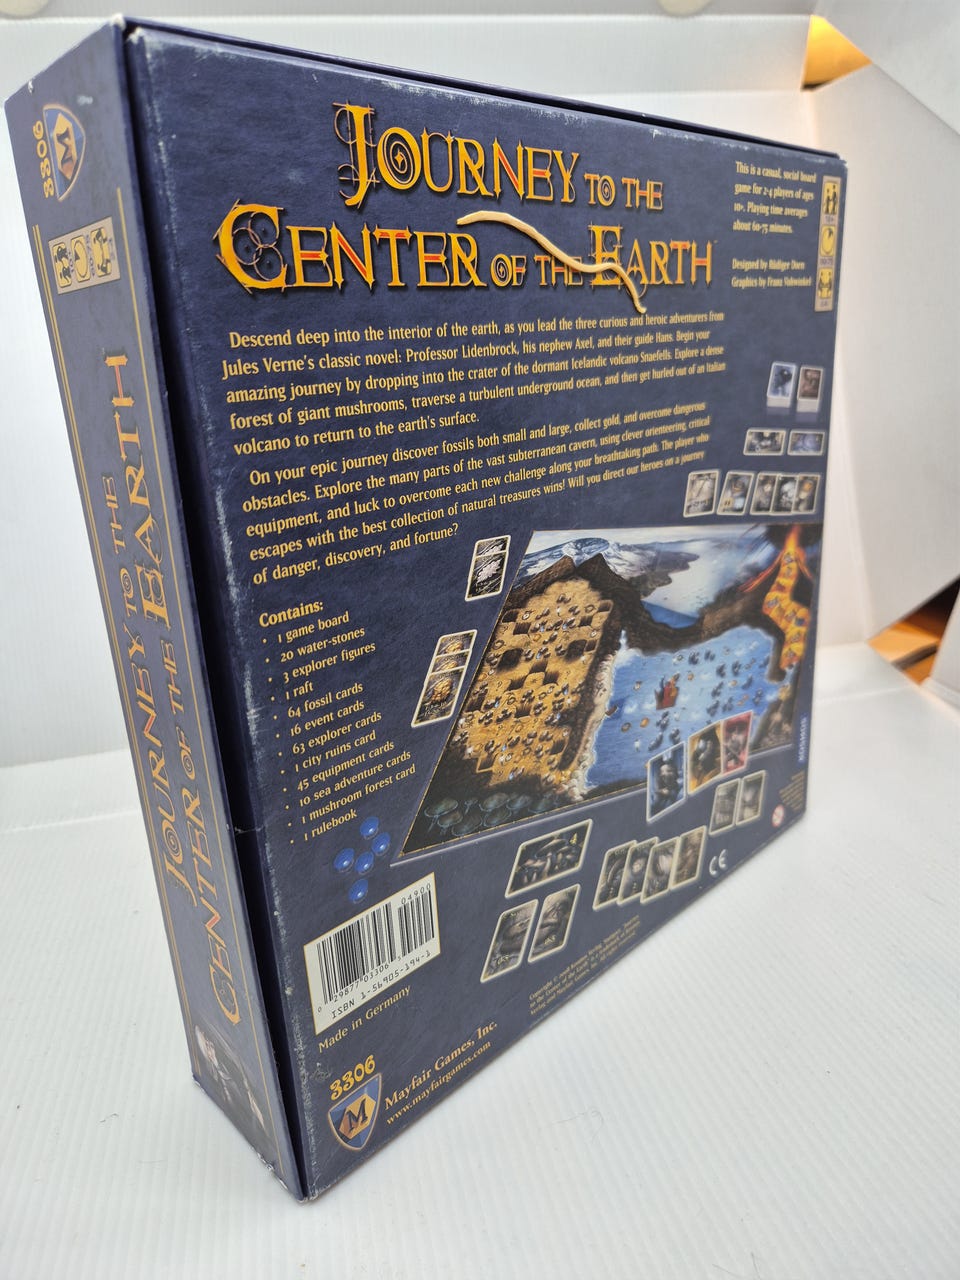 3306
M
JOURNEY TO THE
CENTER OF THE EARTH
JOURNEY TO THE
CENTER OF THE EARTH™
This is a casual, social board
game for 2-4 players of ages
10+. Playing time averages
about 60-75 minutes.
Designed by Rüdiger Dorn
Graphics by Franz Vohwinkel
Descend deep into the interior of the earth, as you lead the three curious and heroic adventurers from
Jules Verne's classic novel: Professor Lidenbrock, his nephew Axel, and their guide Hans. Begin your
amazing journey by dropping into the crater of the dormant Icelandic volcano Snaefells. Explore a dense
forest of giant mushrooms, traverse a turbulent underground ocean, and then get hurled out of an Italian
volcano to return to the earth's surface.
On your epic journey discover fossils both small and large, collect gold, and overcome dangerous
obstacles. Explore the many parts of the vast subterranean cavern, using clever orienteering, critical
equipment, and luck to overcome each new challenge along your breathtaking path. The player who
escapes with the best collection of natural treasures wins! Will you direct our heroes on a journey
of danger, discovery, and fortune?
Contains:
• 1 game board
• 20 water-stones
• 3 explorer figures
• 1 raft
• 64 fossil cards
• 16 event cards
• 63 explorer cards
• 1 city ruins card
• 45 equipment cards
• 10 sea adventure cards
• 1 mushroom forest card
• 1 rulebook
KOSMOS
CE
04900
0 29877 03306 5
ISBN 1-56905-194-1
Made in Germany
3306
M
Mayfair Games, Inc.
www.mayfairgames.com